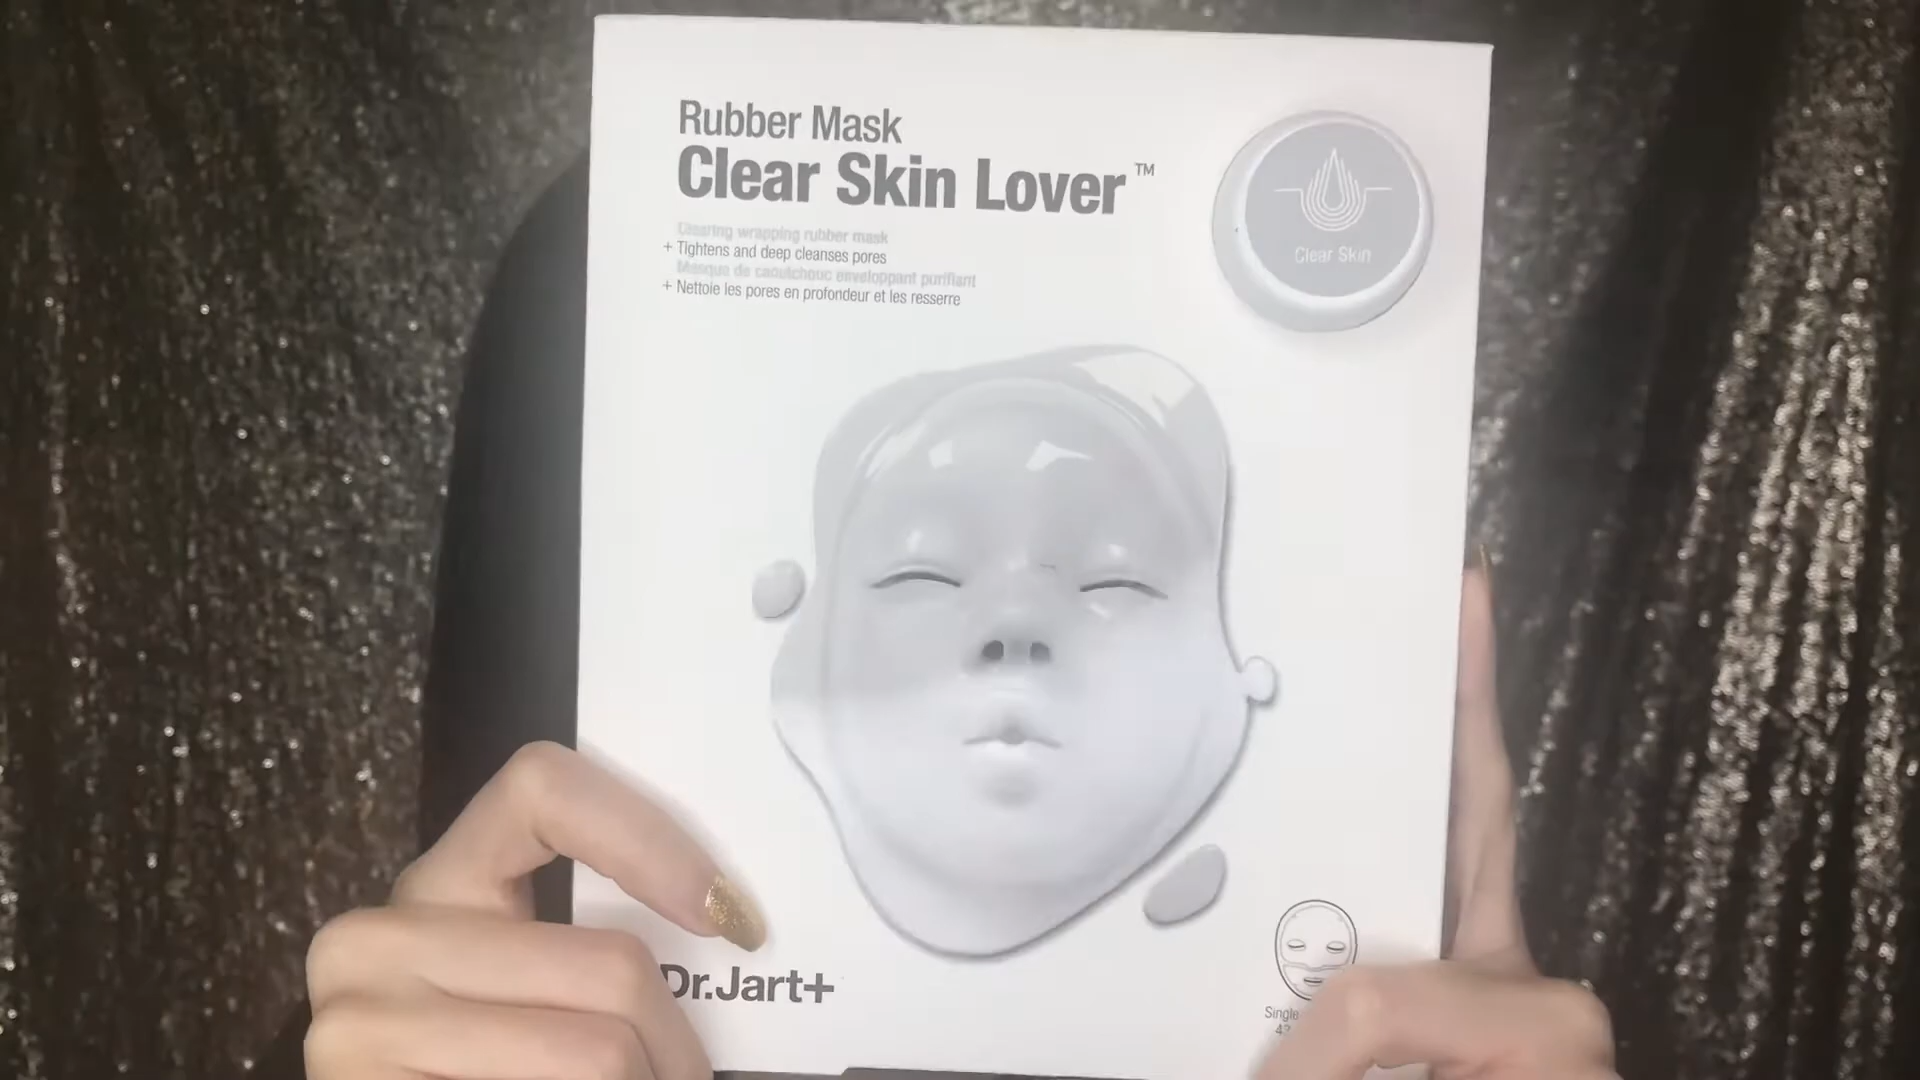 Rubber Mask
Clear Skin Lover™
Clearing wrapping rubber mask
+ Tightens and deep cleanses pores
Masque de caoutchouc enveloppant purifiant
+ Nettoie les pores en profondeur et les resserre
Clear Skin
Dr.Jart+
Single